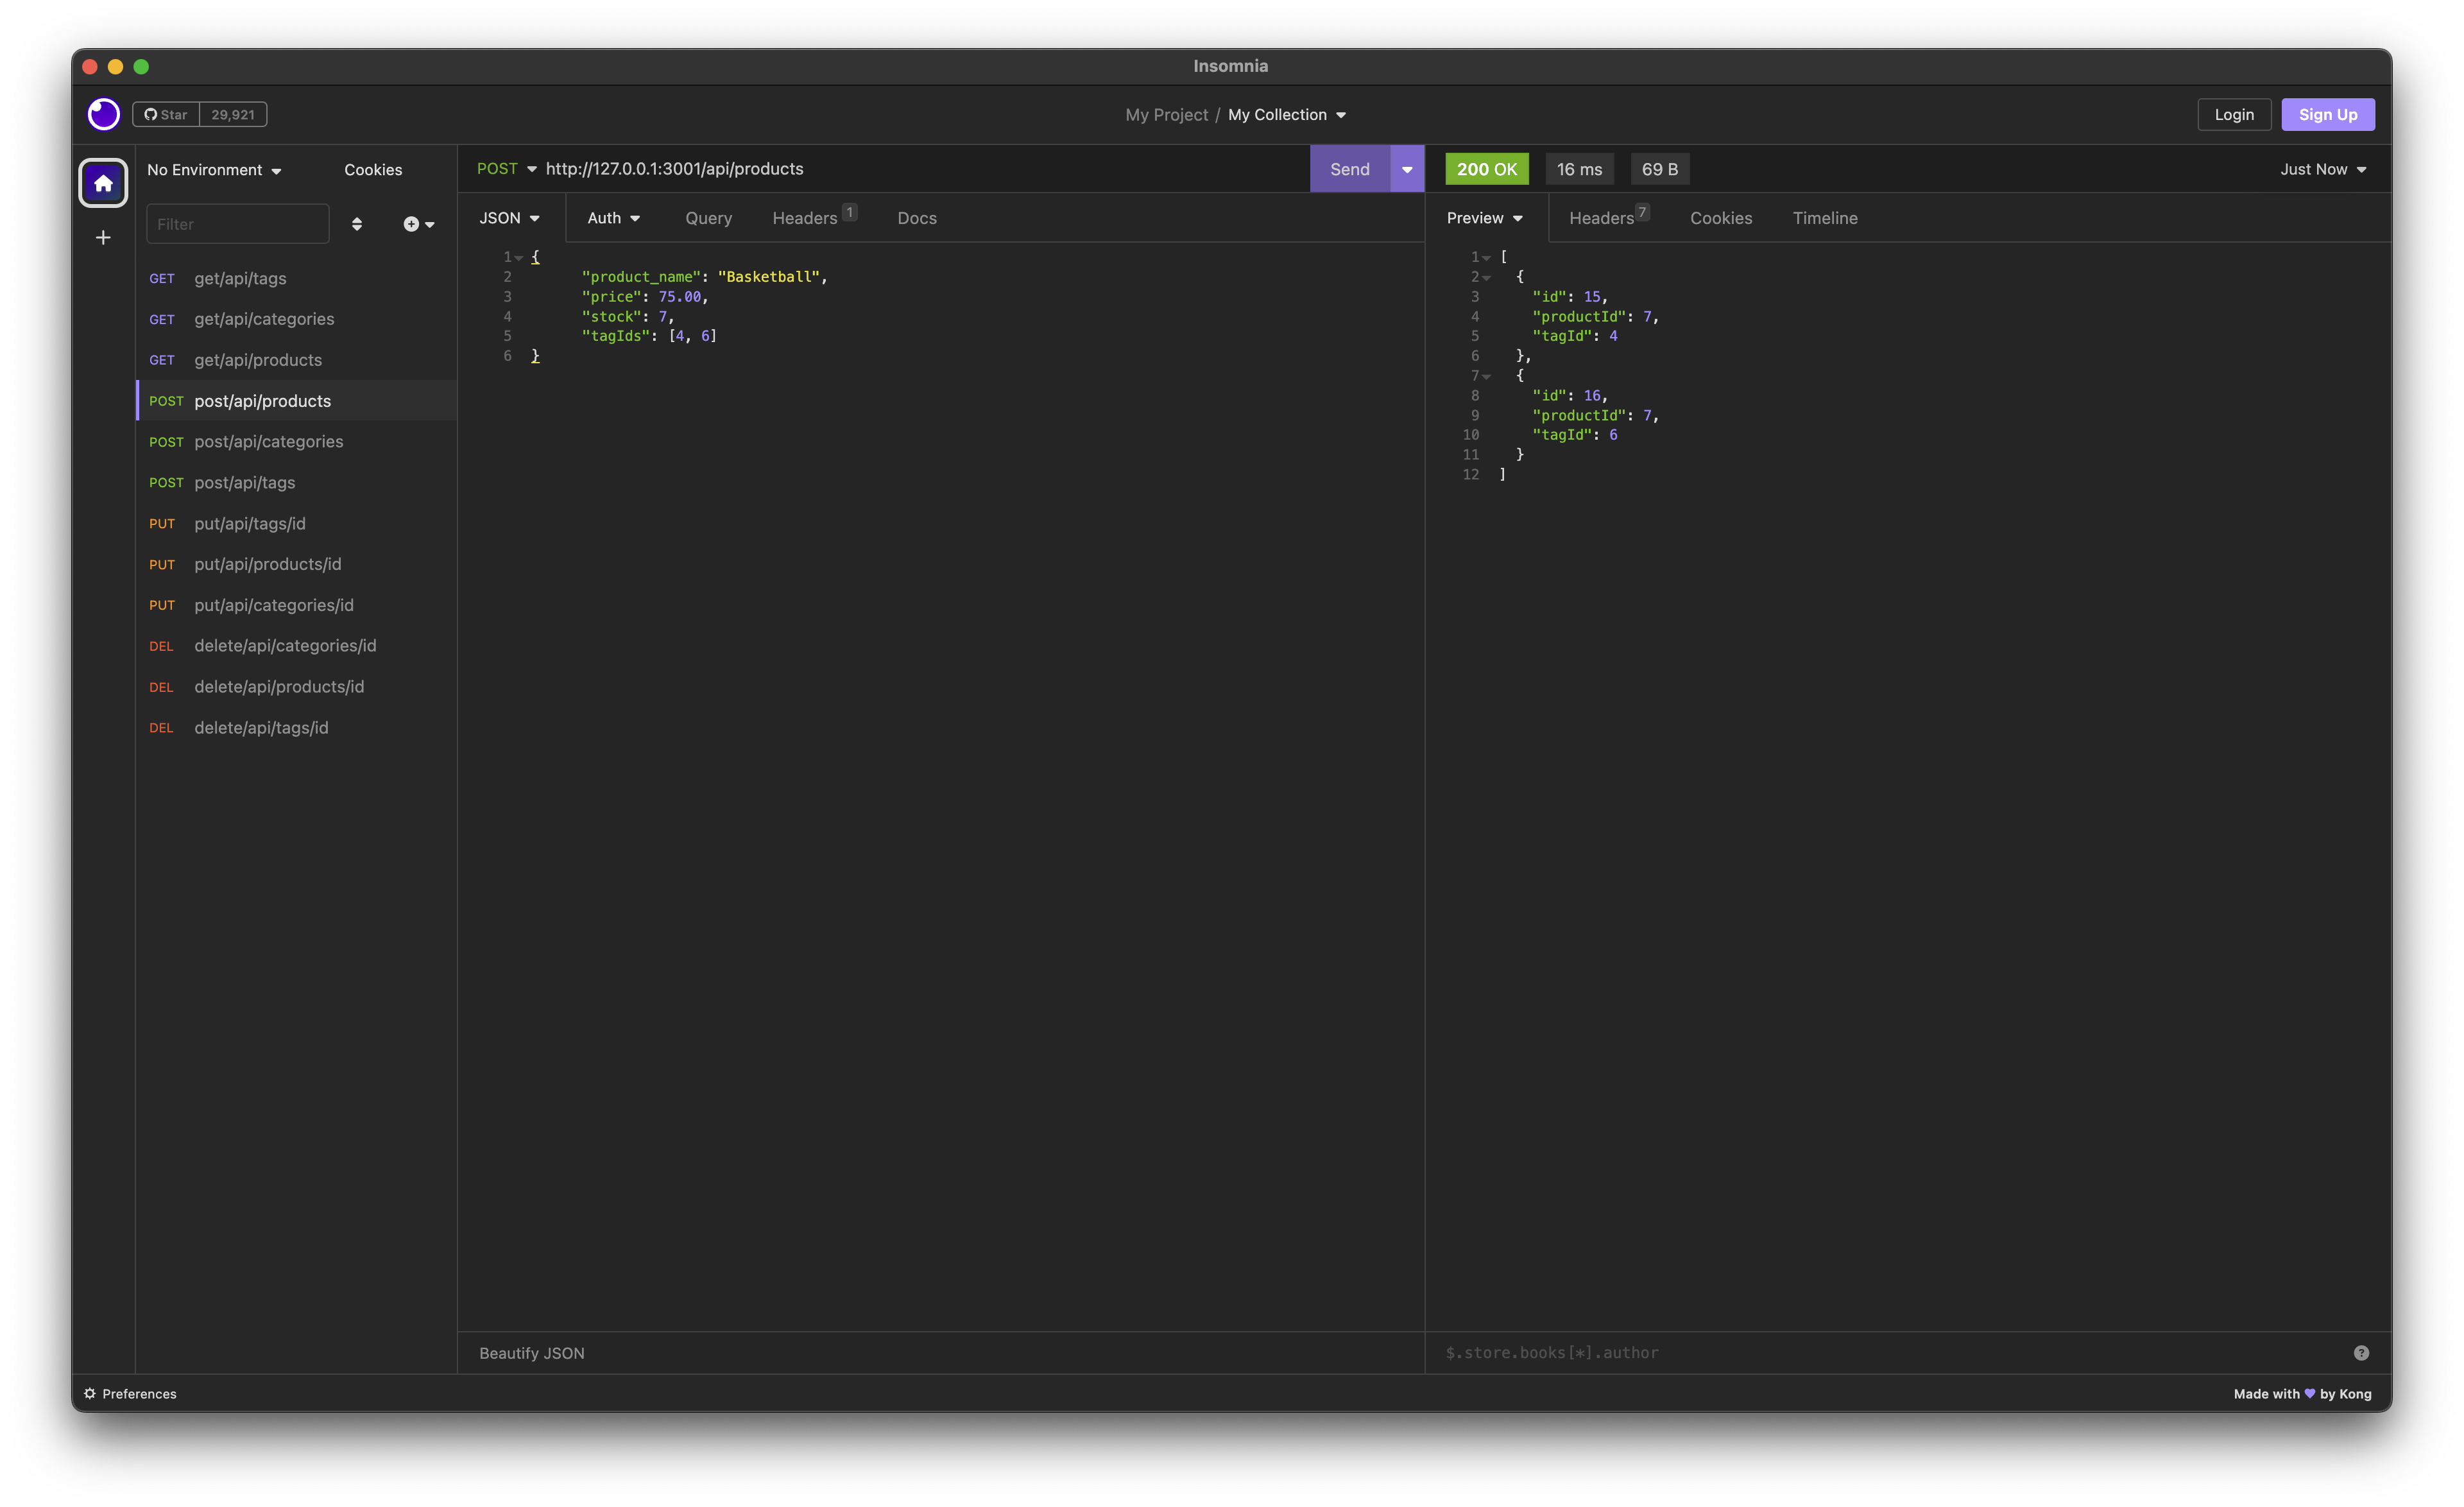 Insomnia
Star 29,921
My Project / My Collection
Login Sign Up
No Environment Cookies
Filter
GET get/api/tags
GET get/api/categories
GET get/api/products
POST post/api/products
POST post/api/categories
POST post/api/tags
PUT put/api/tags/id
PUT put/api/products/id
PUT put/api/categories/id
DEL delete/api/categories/id
DEL delete/api/products/id
DEL delete/api/tags/id
POST http://127.0.0.1:3001/api/products Send
JSON Auth Query Headers 1 Docs
1 {
2 "product_name": "Basketball",
3 "price": 75.00,
4 "stock": 7,
5 "tagIds": [4, 6]
6 }
Beautify JSON
200 OK 16 ms 69 B Just Now
Preview Headers 7 Cookies Timeline
1 [
2 {
3 "id": 15,
4 "productId": 7,
5 "tagId": 4
6 },
7 {
8 "id": 16,
9 "productId": 7,
10 "tagId": 6
11 }
12 ]
$.store.books[*].author ?
Preferences
Made with 💜 by Kong